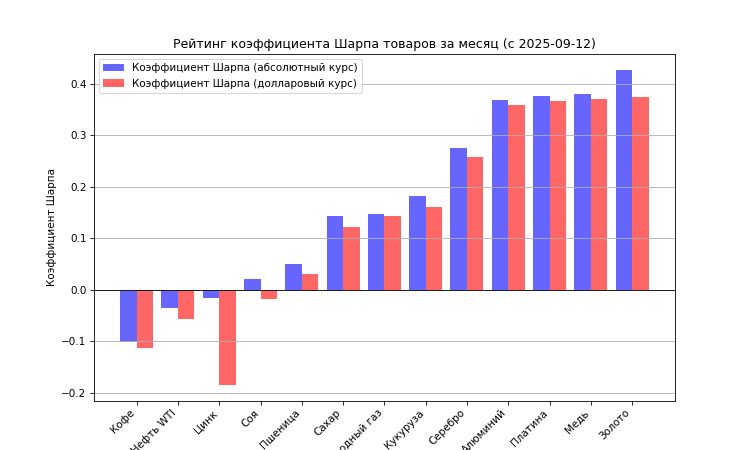 Рейтинг коэффициента Шарпа товаров за месяц (с 2025-09-12)
Коэффициент Шарпа (абсолютный курс)
Коэффициент Шарпа (долларовый курс)
Коэффициент Шарпа
0.4
0.3
0.2
0.1
0.0
−0.1
−0.2
Кофе
Нефть WTI
Цинк
Соя
Пшеница
Сахар
газ
Кукуруза
Серебро
Алюминий
Платина
Медь
Золото